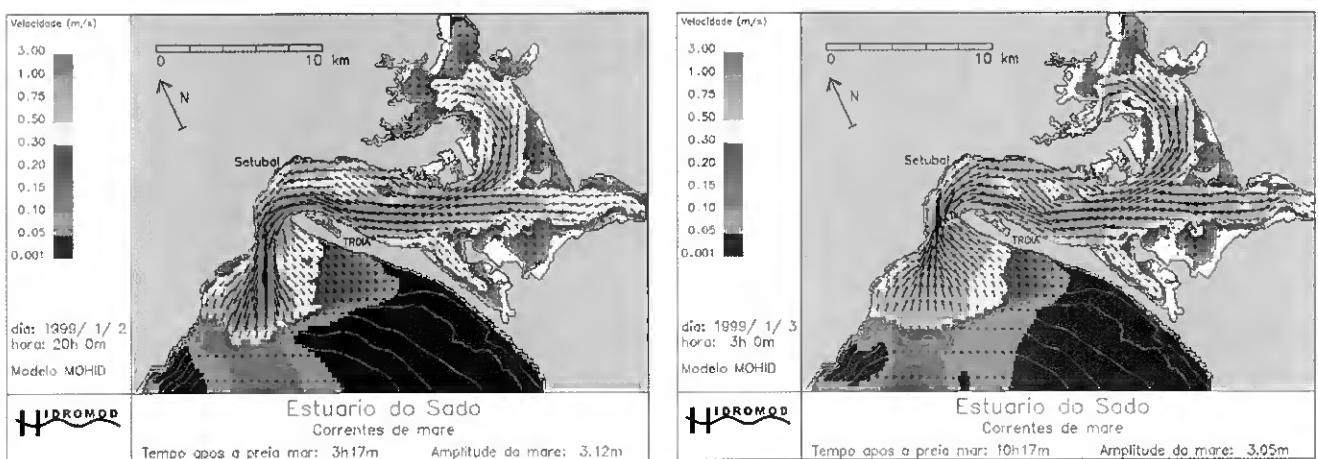 Velocidade (m/s)
3.00
1.00
0.75
0.50
0.30
0.20
0.15
0.10
0.05
0.001
0
10 km
N
Setubal
TROIA
dia: 1999/ 1/ 2
hora: 20h 0m
Modelo MOHID
HIDROMOD
Estuario do Sado
Correntes de mare
Tempo apos a preia mar: 3h17m
Amplitude da mare: 3.12m
Velocidade (m/s)
3.00
1.00
0.75
0.50
0.30
0.20
0.15
0.10
0.05
0.001
0
10 km
N
Setubal
TROIA
dia: 1999/ 1/ 3
hora: 3h 0m
Modelo MOHID
HIDROMOD
Estuario do Sado
Correntes de mare
Tempo apos a preia mar: 10h17m
Amplitude da mare: 3.05m